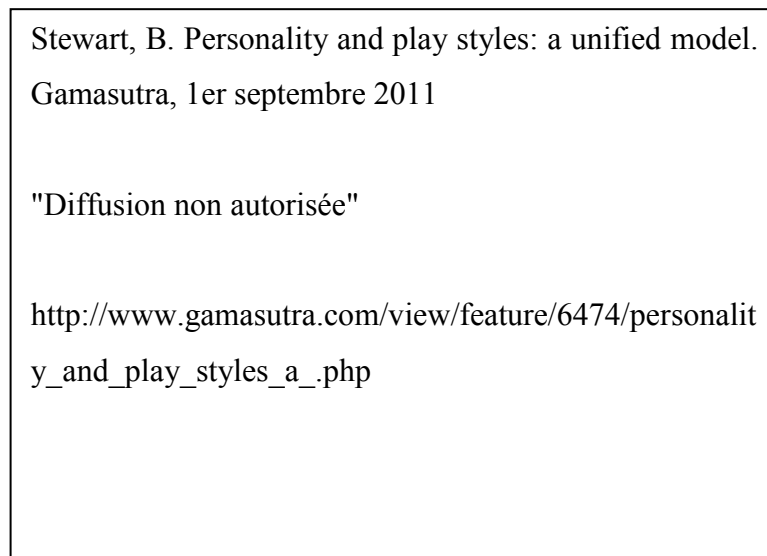 Stewart, B. Personality and play styles: a unified model.
Gamasutra, 1er septembre 2011
"Diffusion non autorisée"
http://www.gamasutra.com/view/feature/6474/personalit
y_and_play_styles_a_.php